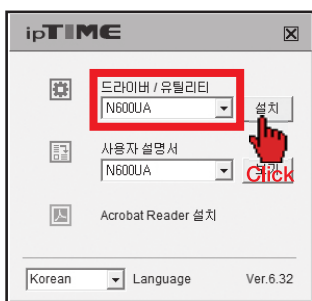 ipTIME
드라이버 / 유틸리티
N600UA 설치
사용자 설명서
N600UA
Click
Acrobat Reader 설치
Korean Language Ver.6.32